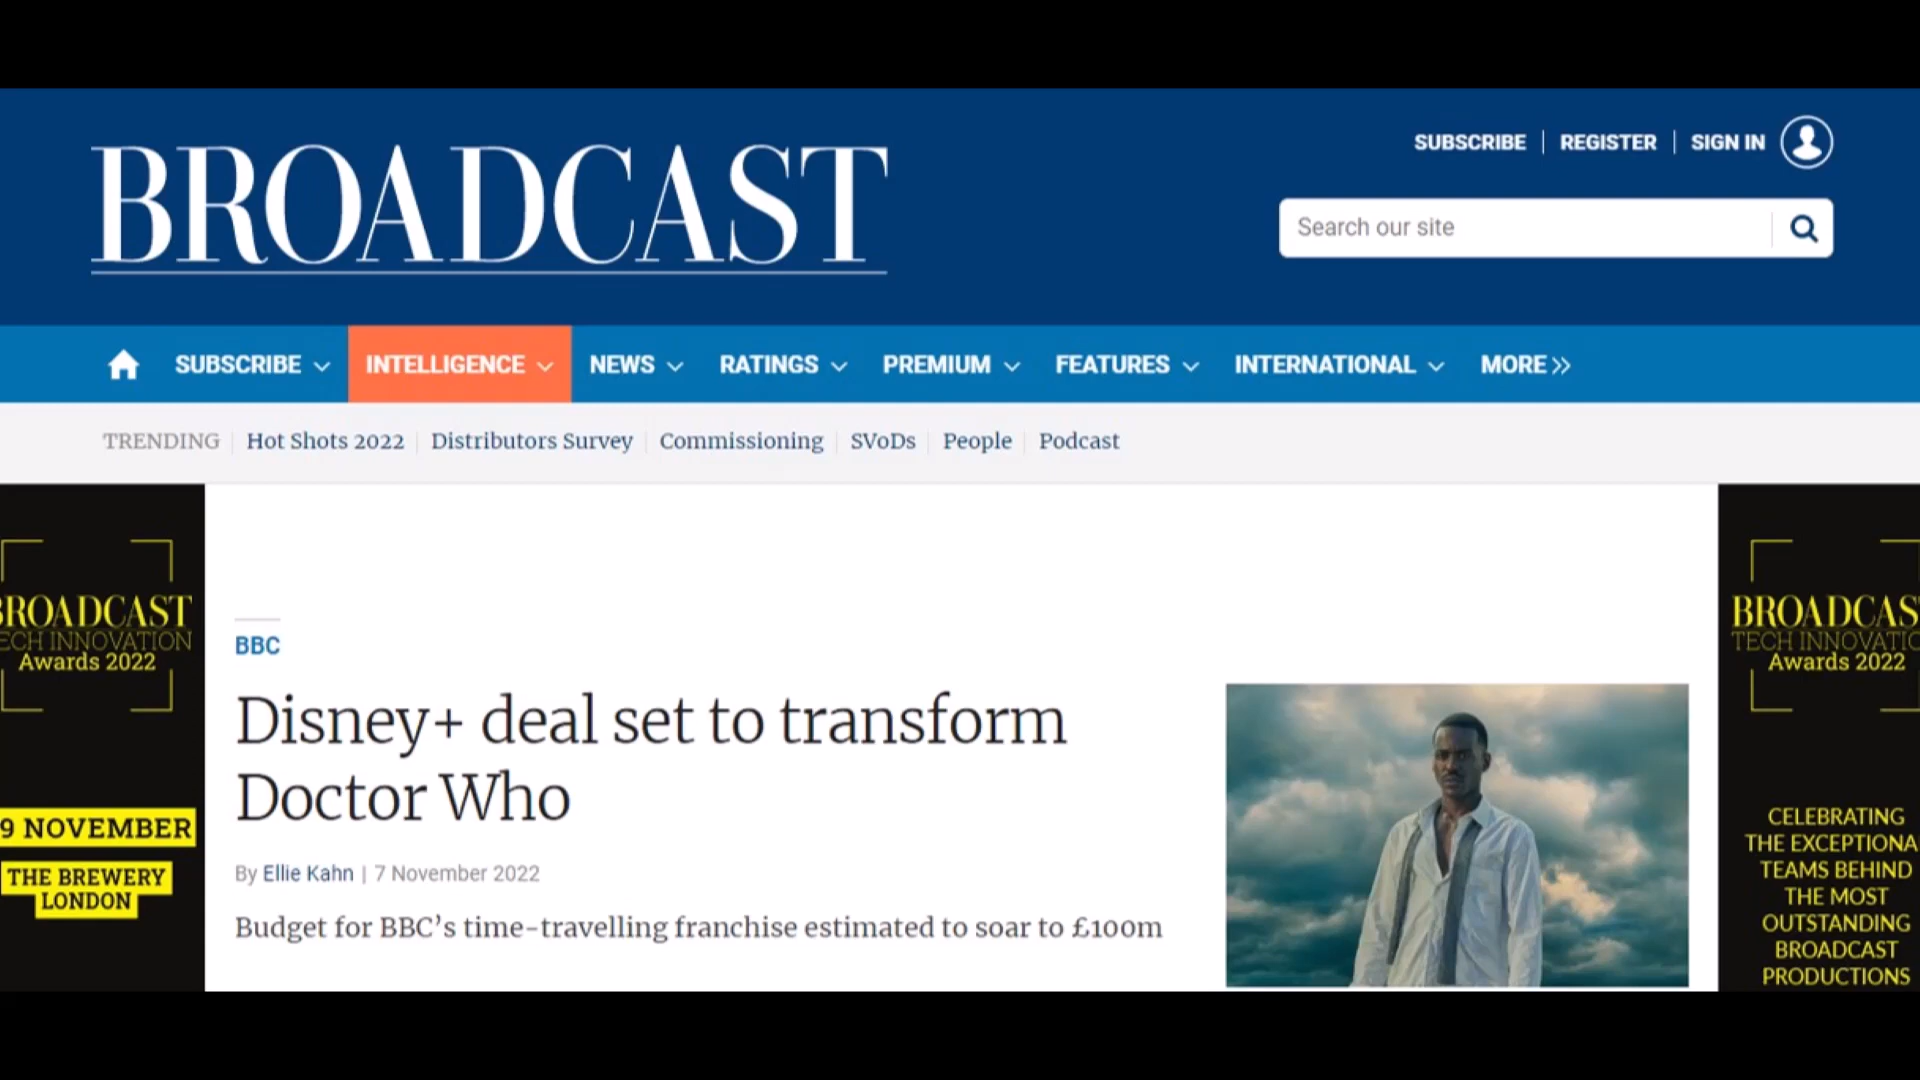 BROADCAST
SUBSCRIBE
REGISTER
SIGN IN
Search our site
SUBSCRIBE
INTELLIGENCE
NEWS
RATINGS
PREMIUM
FEATURES
INTERNATIONAL
MORE
TRENDING
Hot Shots 2022
Distributors Survey
Commissioning
SVoDs
People
Podcast
BROADCAST
TECH INNOVATION
Awards 2022
9 NOVEMBER
THE BREWERY
LONDON
BBC
Disney+ deal set to transform
Doctor Who
By Ellie Kahn | 7 November 2022
Budget for BBC’s time-travelling franchise estimated to soar to £100m
BROADCAS
TECH INNOVATIO
Awards 2022
CELEBRATING
THE EXCEPTIONA
TEAMS BEHIND
THE MOST
OUTSTANDING
BROADCAST
PRODUCTIONS